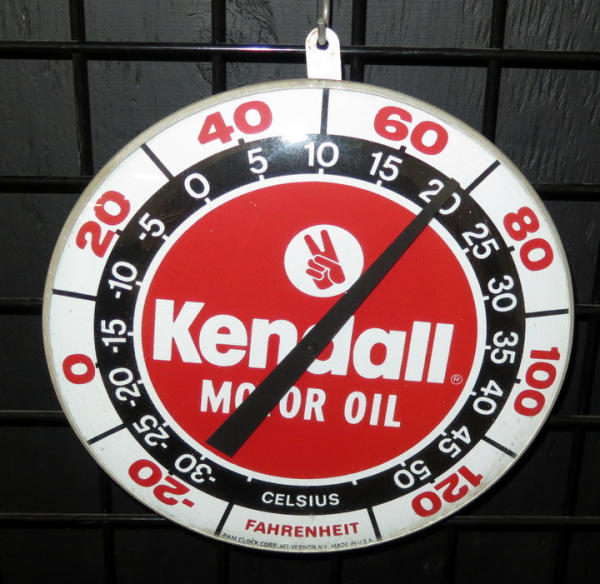 -20 0 20 40 60 80 100 120
-30 -25 -20 -15 -10 -5 0 5 10 15 20 25 30 35 40 45 50
Kendall®
MOTOR OIL
CELSIUS
FAHRENHEIT
PAM CLOCK CORP. MT. VERNON N.Y. MADE IN U.S.A.